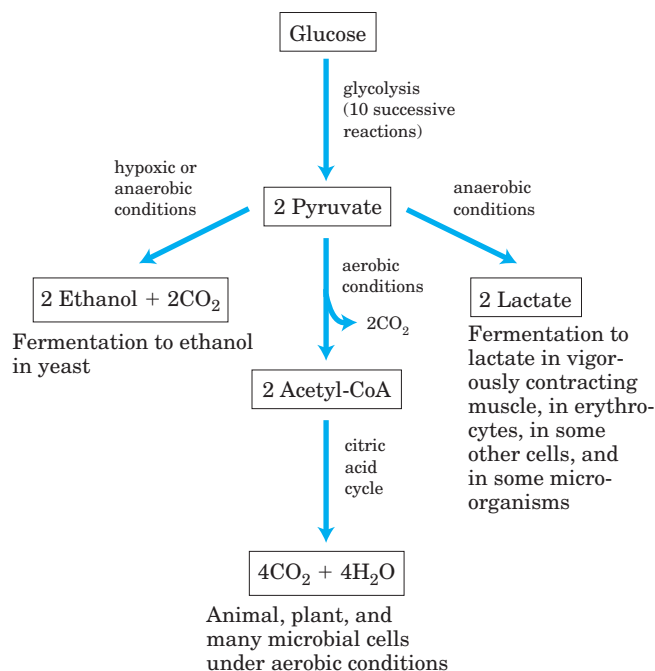 Glucose
glycolysis
(10 successive
reactions)
hypoxic or
anaerobic
conditions
2 Pyruvate
anaerobic
conditions
2 Ethanol + 2CO₂
Fermentation to ethanol
in yeast
aerobic
conditions
2CO₂
2 Lactate
Fermentation to
lactate in vigor-
ously contracting
muscle, in erythro-
cytes, in some
other cells, and
in some micro-
organisms
2 Acetyl-CoA
citric
acid
cycle
4CO₂ + 4H₂O
Animal, plant, and
many microbial cells
under aerobic conditions